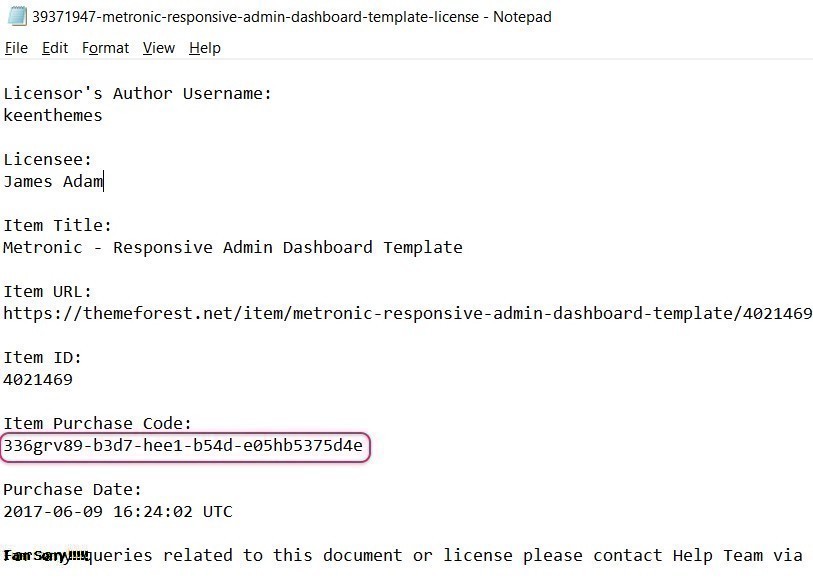 39371947-metronic-responsive-admin-dashboard-template-license - Notepad
File Edit Format View Help
Licensor's Author Username:
keenthemes
Licensee:
James Adam
Item Title:
Metronic - Responsive Admin Dashboard Template
Item URL:
https://themeforest.net/item/metronic-responsive-admin-dashboard-template/4021469
Item ID:
4021469
Item Purchase Code:
336grv89-b3d7-hee1-b54d-e05hb5375d4e
Purchase Date:
2017-06-09 16:24:02 UTC
queries related to this document or license please contact Help Team via